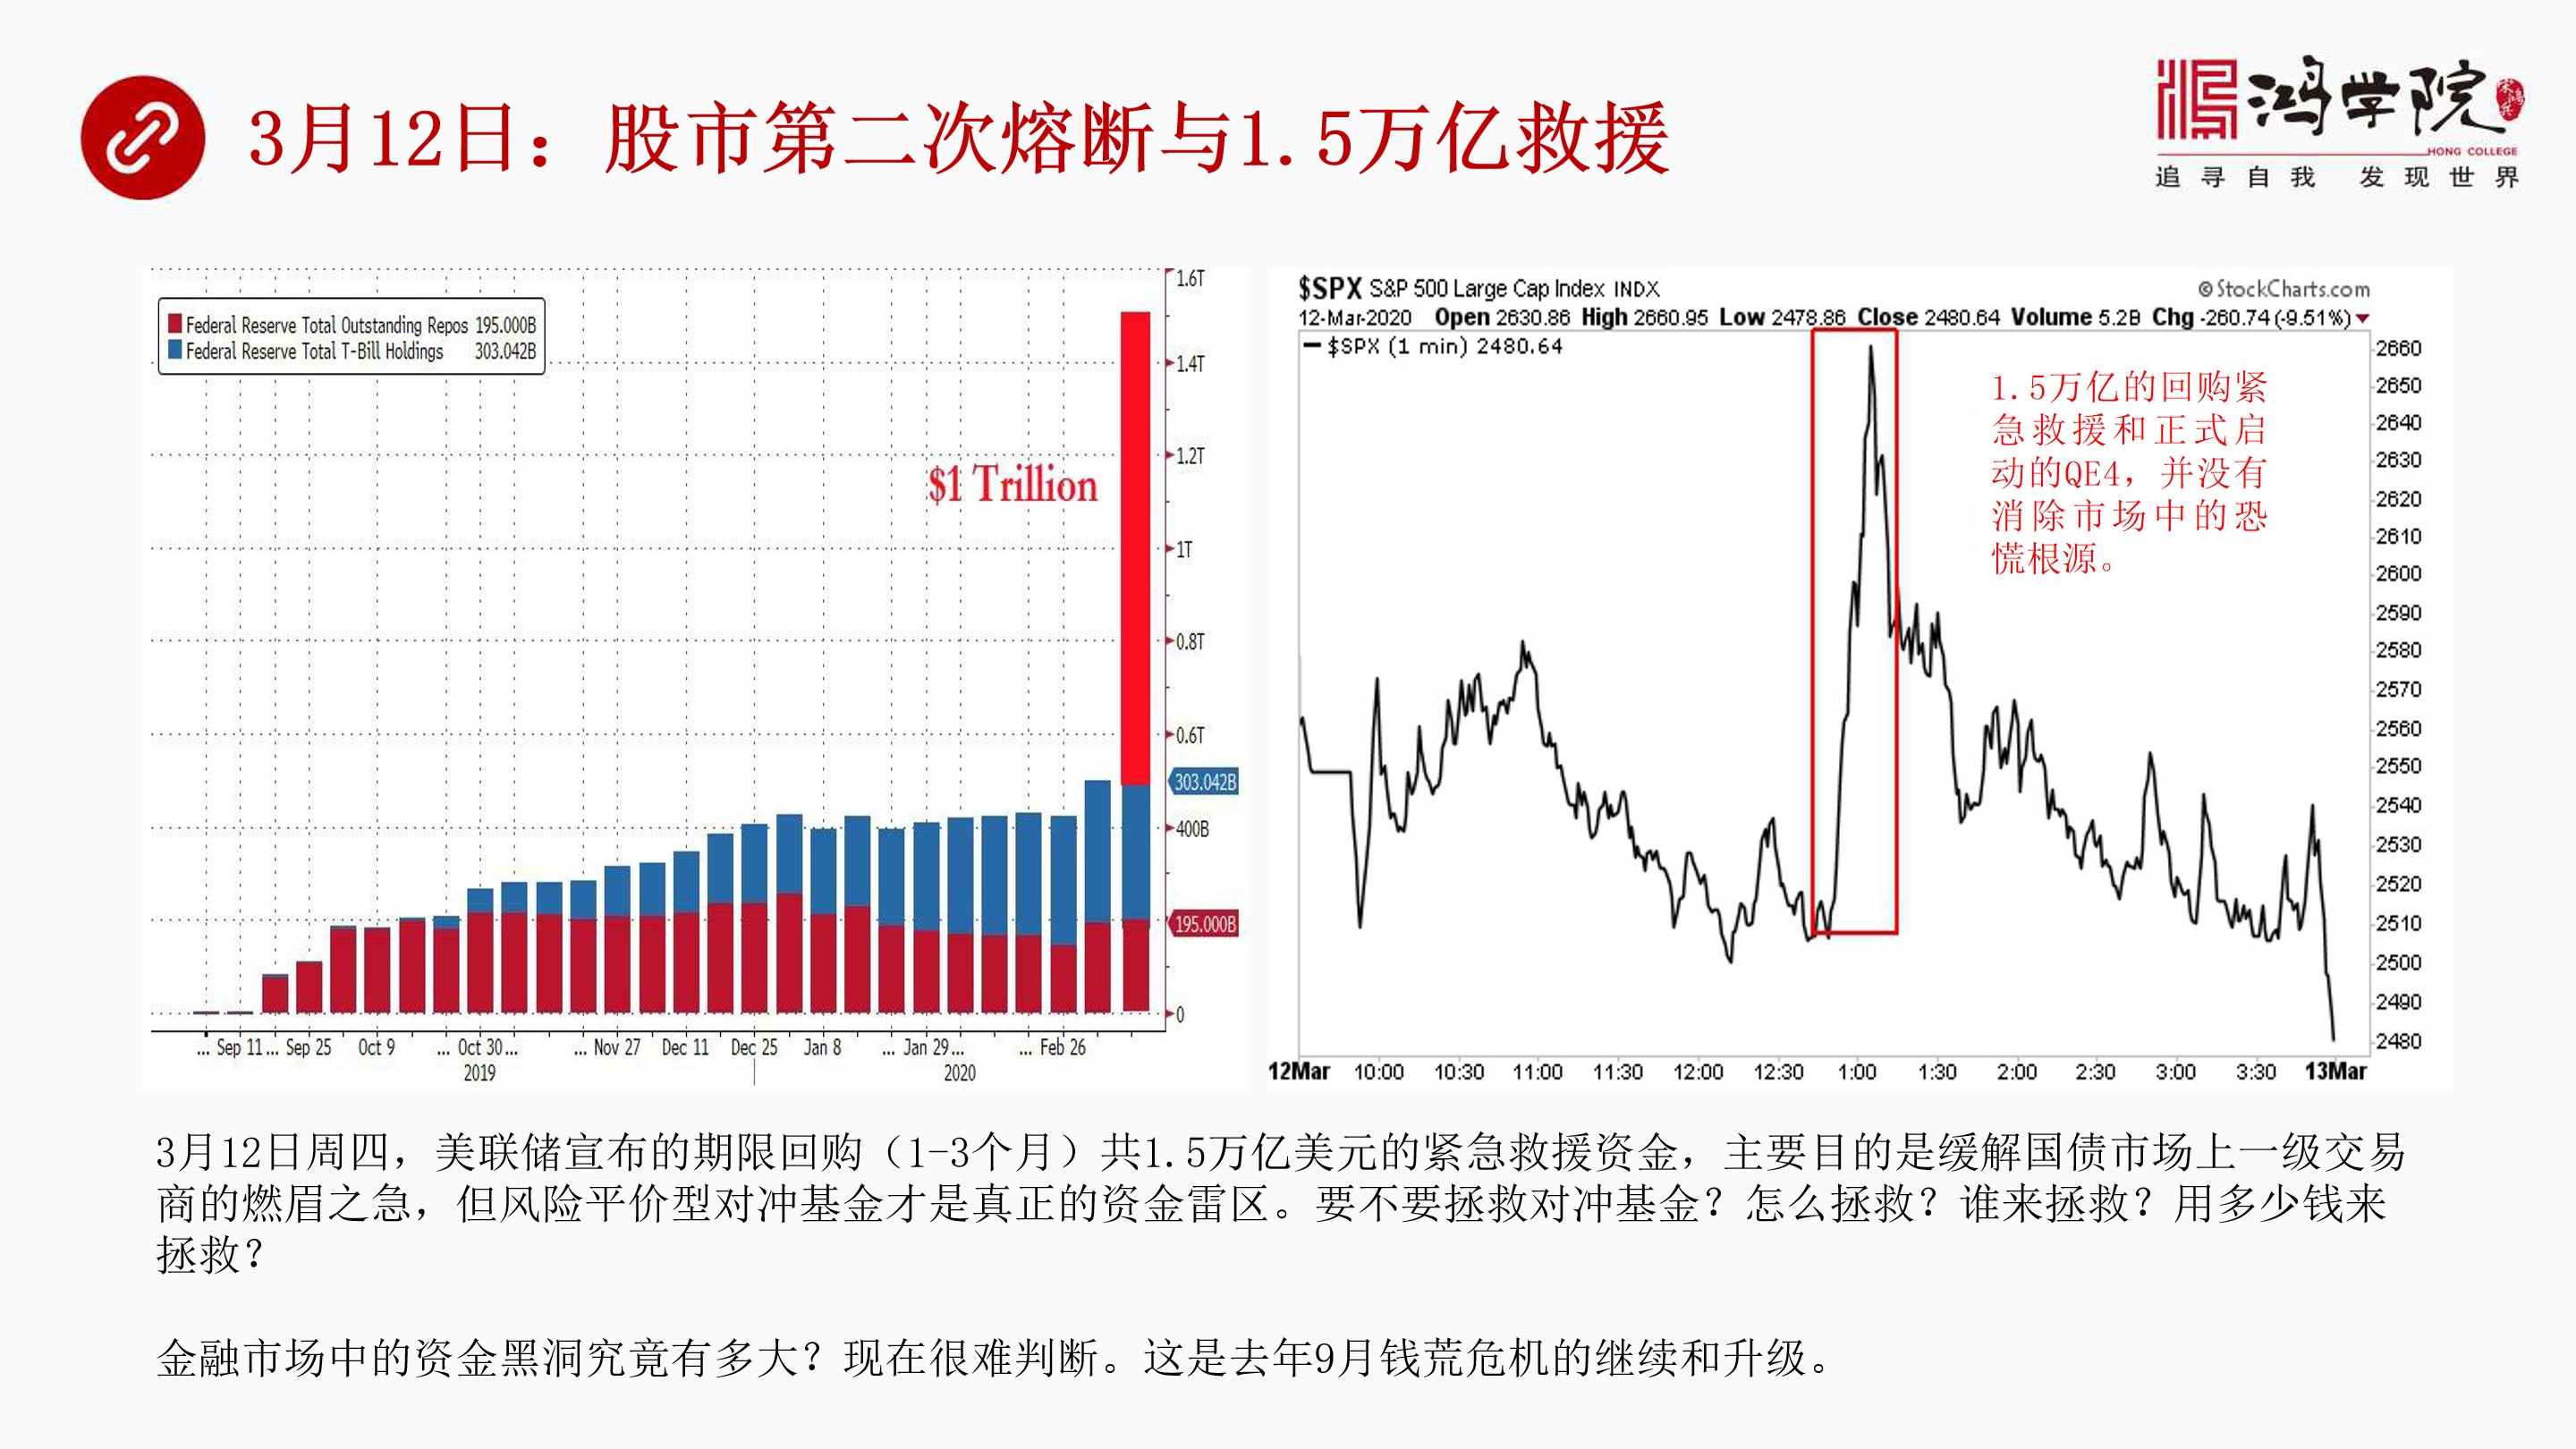 3月12日：股市第二次熔断与1.5万亿救援
鸿学院
HONG COLLEGE
追寻自我 发现世界
Federal Reserve Total Outstanding Repos 195.000B
Federal Reserve Total T-Bill Holdings 303.042B
$1 Trillion
1.6T
1.4T
1.2T
1T
0.8T
0.6T
303.042B
400B
195.000B
0
... Sep 11 ... Sep 25 Oct 9 ... Oct 30 ... ... Nov 27 Dec 11 Dec 25 Jan 8 ... Jan 29 ... ... Feb 26
2019 2020
$SPX S&P 500 Large Cap Index INDX
© StockCharts.com
12-Mar-2020 Open 2630.86 High 2660.95 Low 2478.86 Close 2480.64 Volume 5.2B Chg -260.74 (-9.51%)
$SPX (1 min) 2480.64
1.5万亿的回购紧
急救援和正式启
动的QE4，并没有
消除市场中的恐
慌根源。
2660
2650
2640
2630
2620
2610
2600
2590
2580
2570
2560
2550
2540
2530
2520
2510
2500
2490
2480
12Mar 10:00 10:30 11:00 11:30 12:00 12:30 1:00 1:30 2:00 2:30 3:00 3:30 13Mar
3月12日周四，美联储宣布的期限回购（1-3个月）共1.5万亿美元的紧急救援资金，主要目的是缓解国债市场上一级交易
商的燃眉之急，但风险平价型对冲基金才是真正的资金雷区。要不要拯救对冲基金？怎么拯救？谁来拯救？用多少钱来
拯救？
金融市场中的资金黑洞究竟有多大？现在很难判断。这是去年9月钱荒危机的继续和升级。